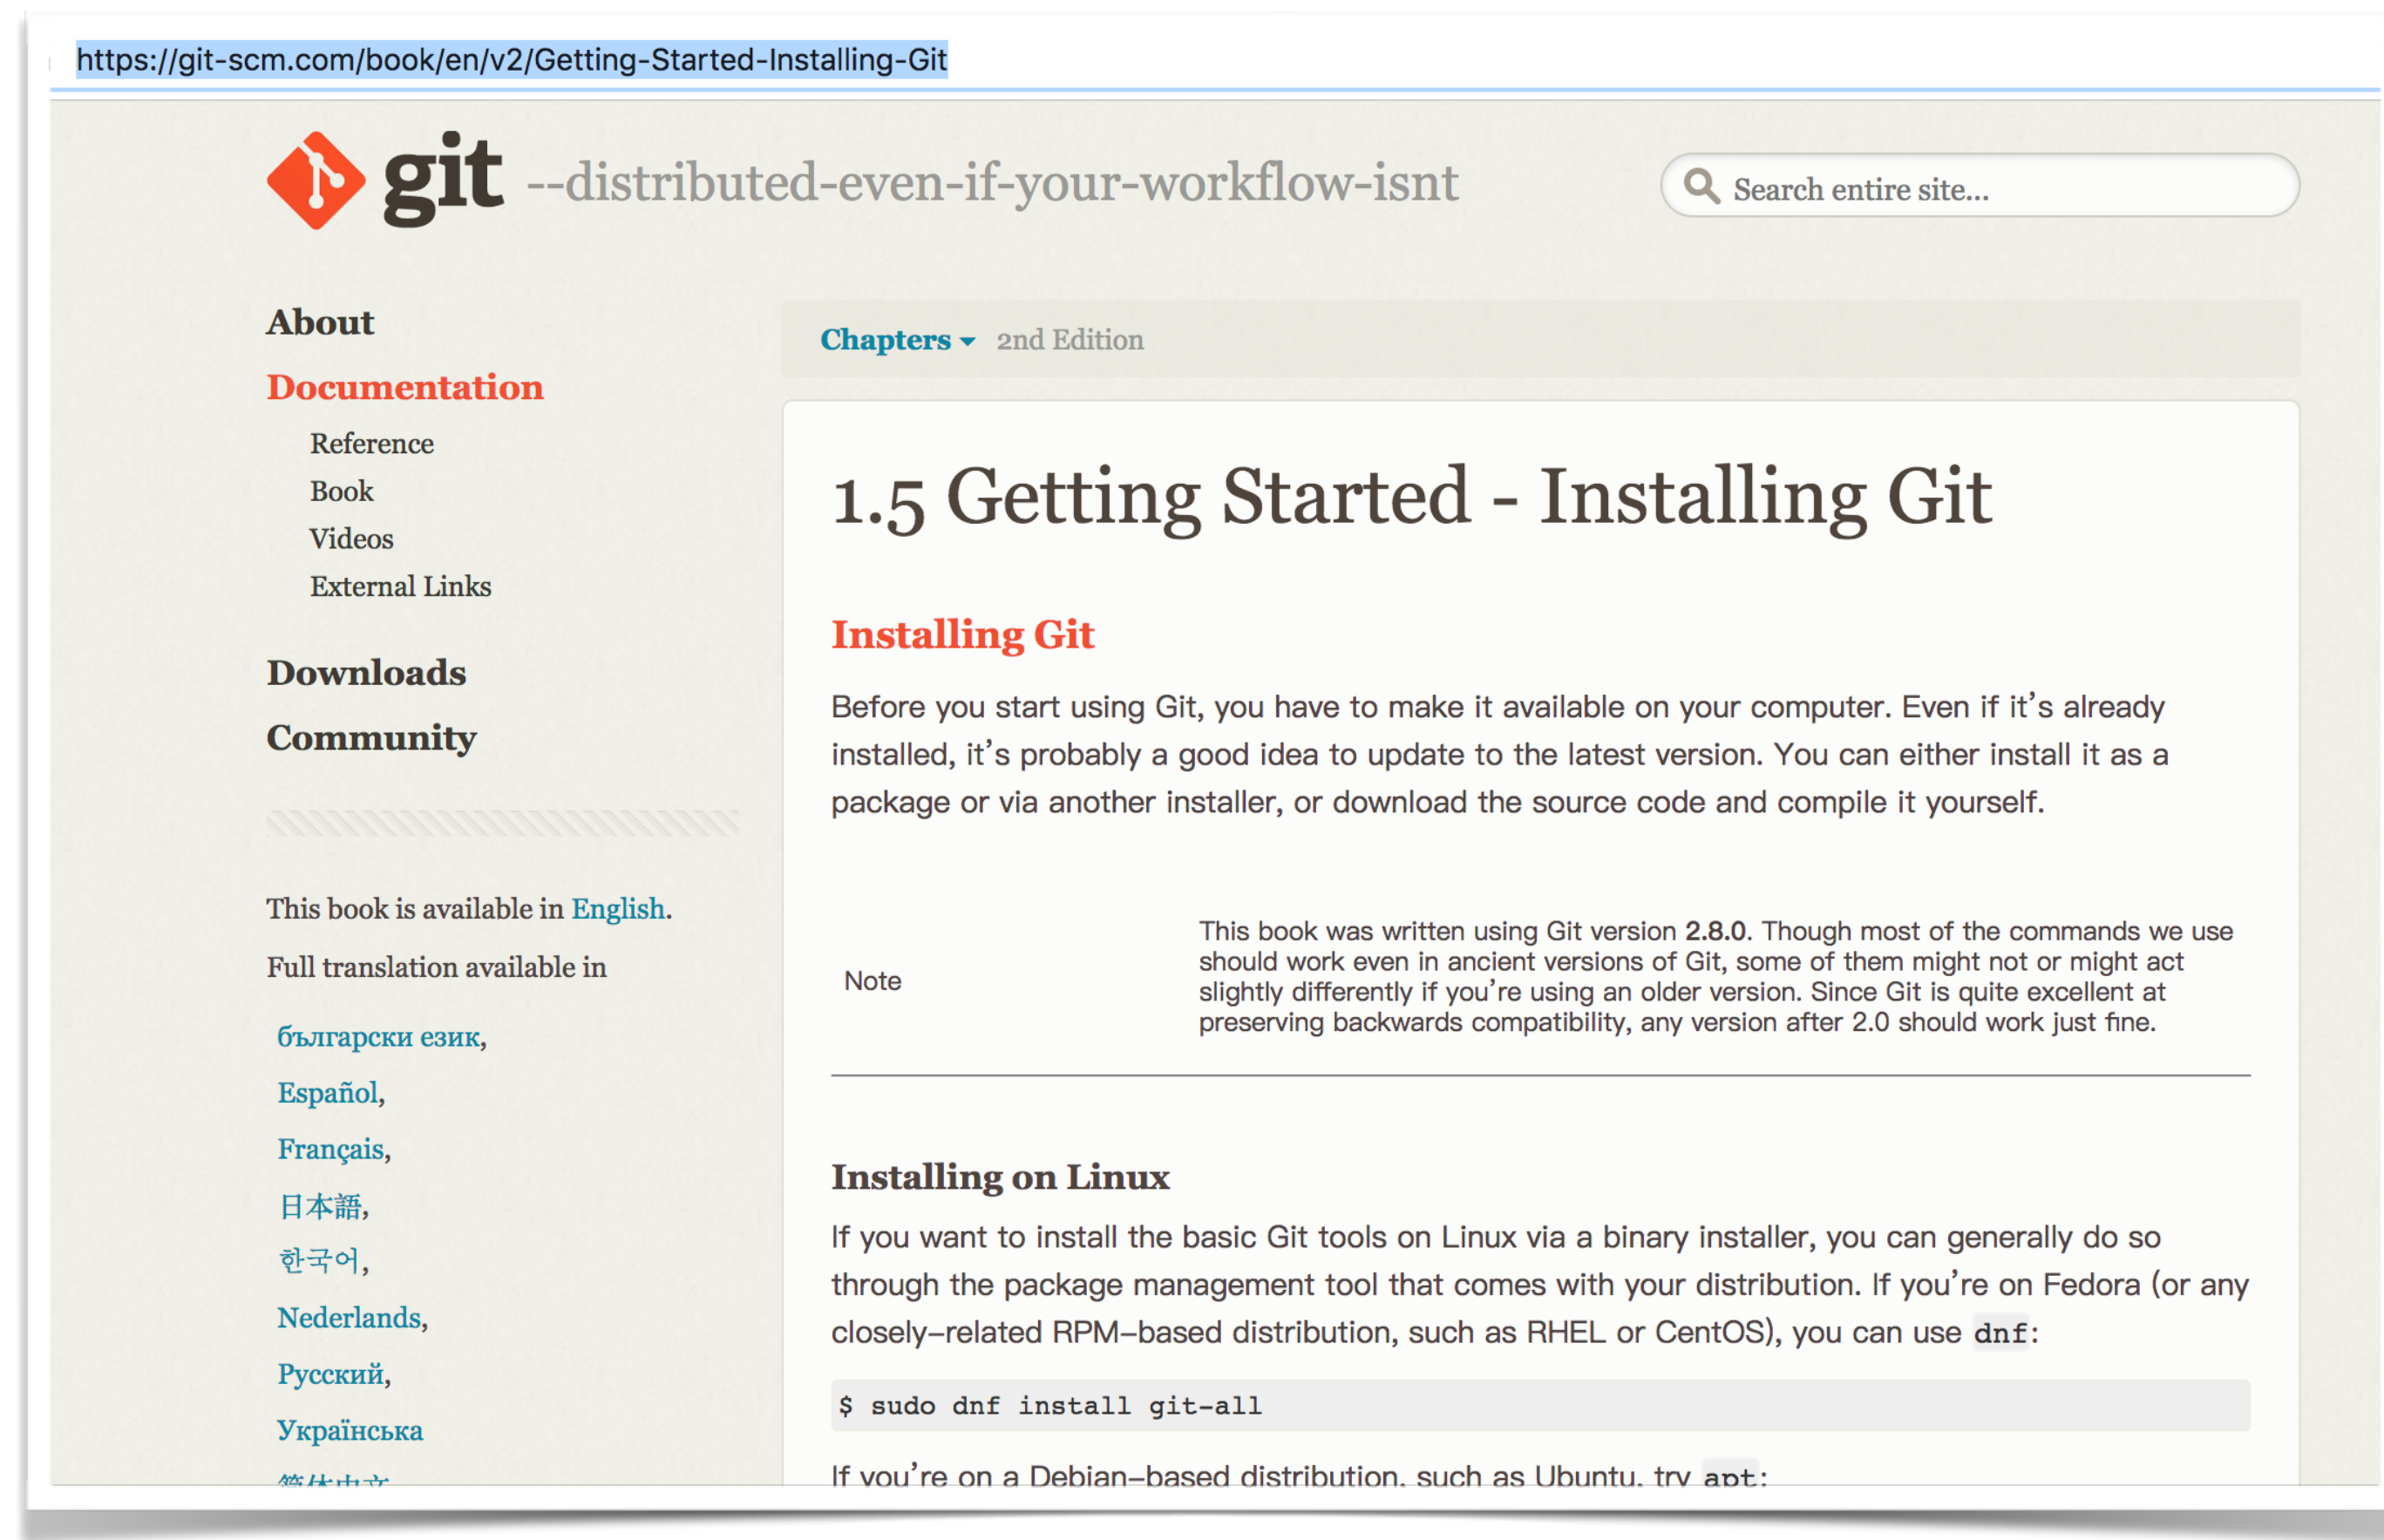 https://git-scm.com/book/en/v2/Getting-Started-Installing-Git
git --distributed-even-if-your-workflow-isnt
Search entire site...
About
Documentation
Reference
Book
Videos
External Links
Downloads
Community
This book is available in English.
Full translation available in
български език,
Español,
Français,
日本語,
한국어,
Nederlands,
Русский,
Українська
简体中文
Chapters 2nd Edition
1.5 Getting Started - Installing Git
Installing Git
Before you start using Git, you have to make it available on your computer. Even if it’s already
installed, it’s probably a good idea to update to the latest version. You can either install it as a
package or via another installer, or download the source code and compile it yourself.
Note
This book was written using Git version 2.8.0. Though most of the commands we use
should work even in ancient versions of Git, some of them might not or might act
slightly differently if you’re using an older version. Since Git is quite excellent at
preserving backwards compatibility, any version after 2.0 should work just fine.
Installing on Linux
If you want to install the basic Git tools on Linux via a binary installer, you can generally do so
through the package management tool that comes with your distribution. If you’re on Fedora (or any
closely–related RPM–based distribution, such as RHEL or CentOS), you can use dnf:
$ sudo dnf install git–all
If you’re on a Debian–based distribution, such as Ubuntu, try apt: